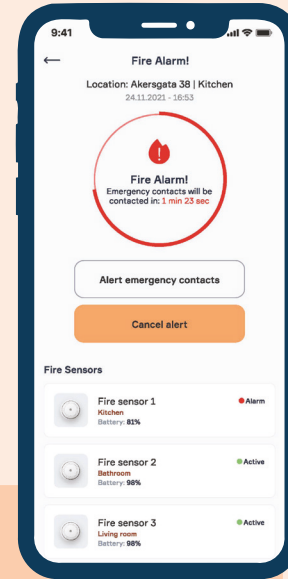 9:41
Fire Alarm!
Location: Akersgata 38 | Kitchen
24.11.2021 - 16:53
Fire Alarm!
Emergency contacts will be
contacted in: 1 min 23 sec
Alert emergency contacts
Cancel alert
Fire Sensors
Fire sensor 1
Alarm
Kitchen
Battery: 81%
Fire sensor 2
Active
Bathroom
Battery: 98%
Fire sensor 3
Active
Living room
Battery: 98%